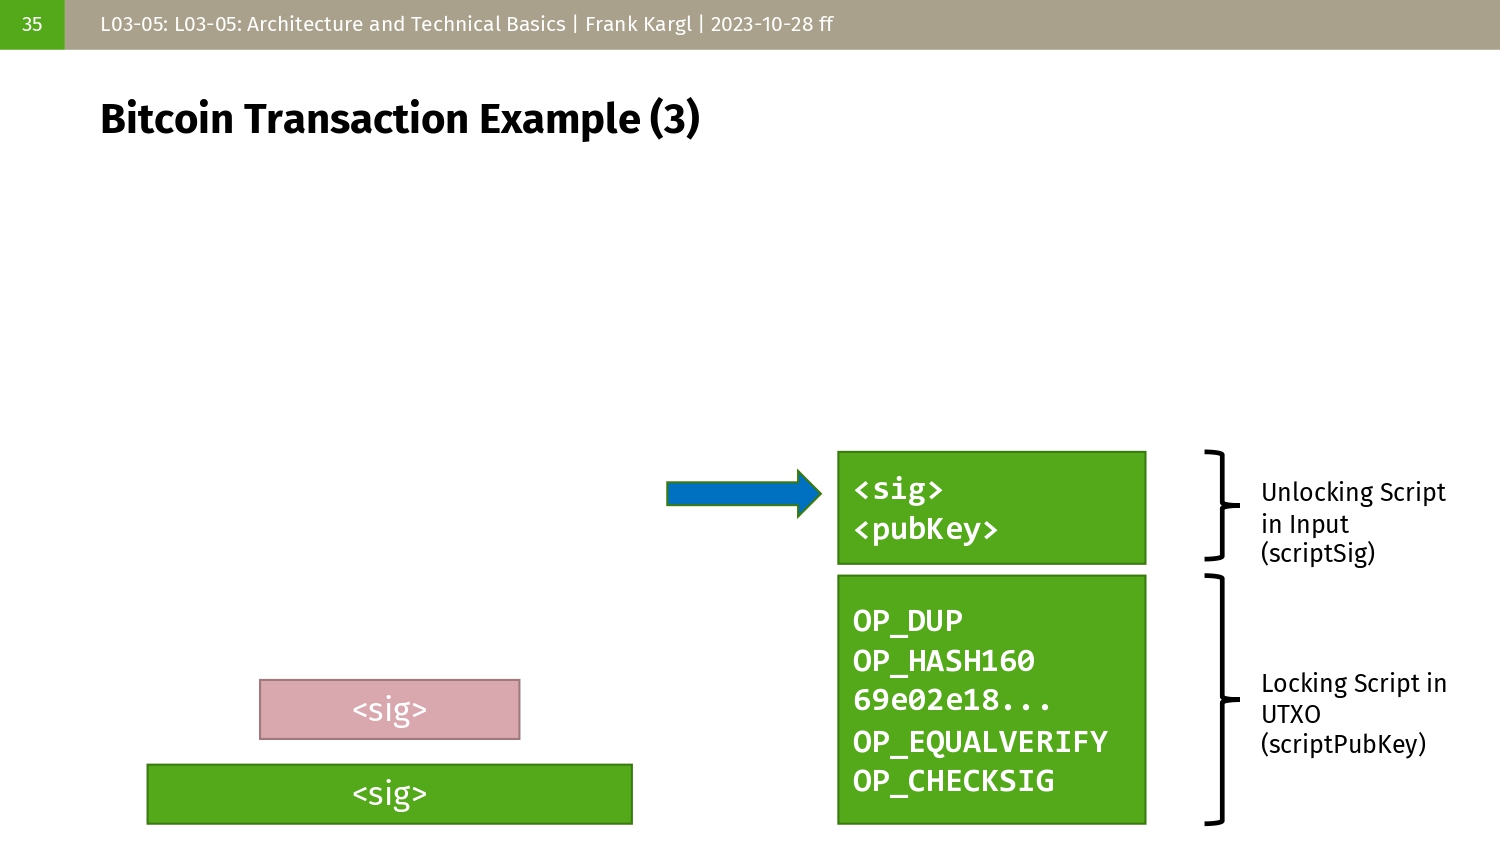 35
L03-05: L03-05: Architecture and Technical Basics | Frank Kargl | 2023-10-28 ff
Bitcoin Transaction Example (3)
<sig>
<pubKey>
Unlocking Script
in Input
(scriptSig)
OP_DUP
OP_HASH160
69e02e18...
OP_EQUALVERIFY
OP_CHECKSIG
Locking Script in
UTXO
(scriptPubKey)
<sig>
<sig>